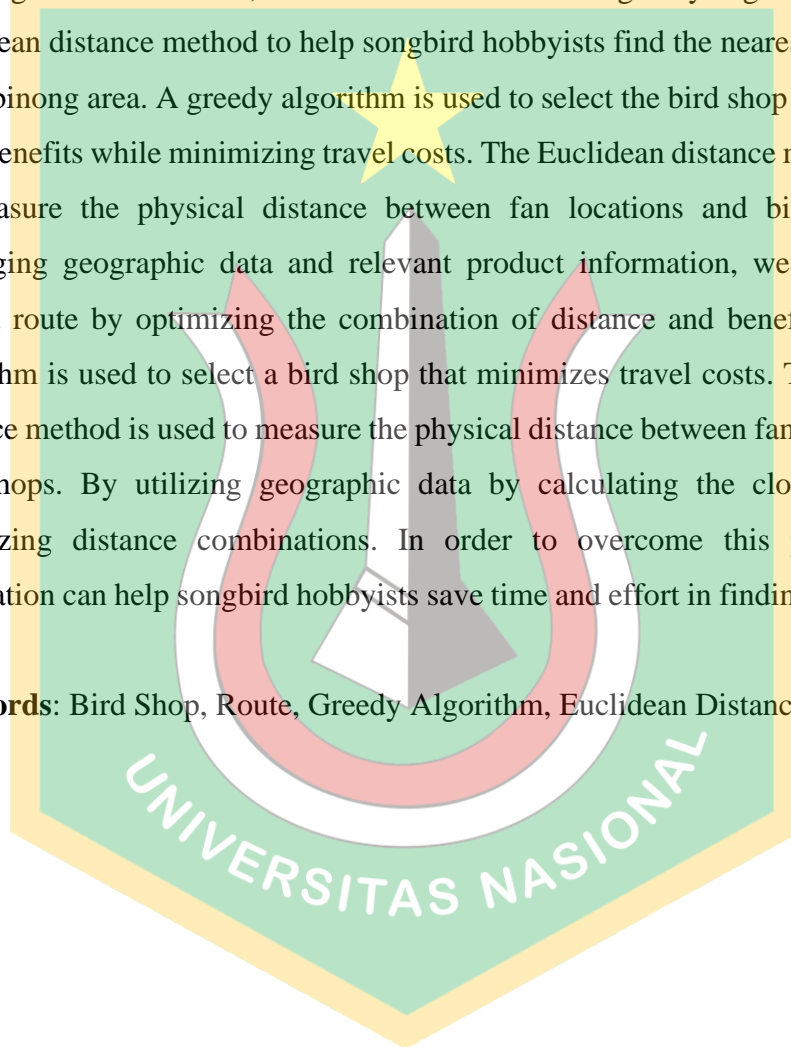 ean distance method to help songbird hobbyists find the neares
binong area. A greedy algorithm is used to select the bird shop
enefits while minimizing travel costs. The Euclidean distance
asure the physical distance between fan locations and bi
ging geographic data and relevant product information, we
route by optimizing the combination of distance and benef
hm is used to select a bird shop that minimizes travel costs. T
ce method is used to measure the physical distance between fan
hops. By utilizing geographic data by calculating the clo
zing distance combinations. In order to overcome this
ation can help songbird hobbyists save time and effort in findin
ords: Bird Shop, Route, Greedy Algorithm, Euclidean Distanc
UNIVERSITAS NASIONAL